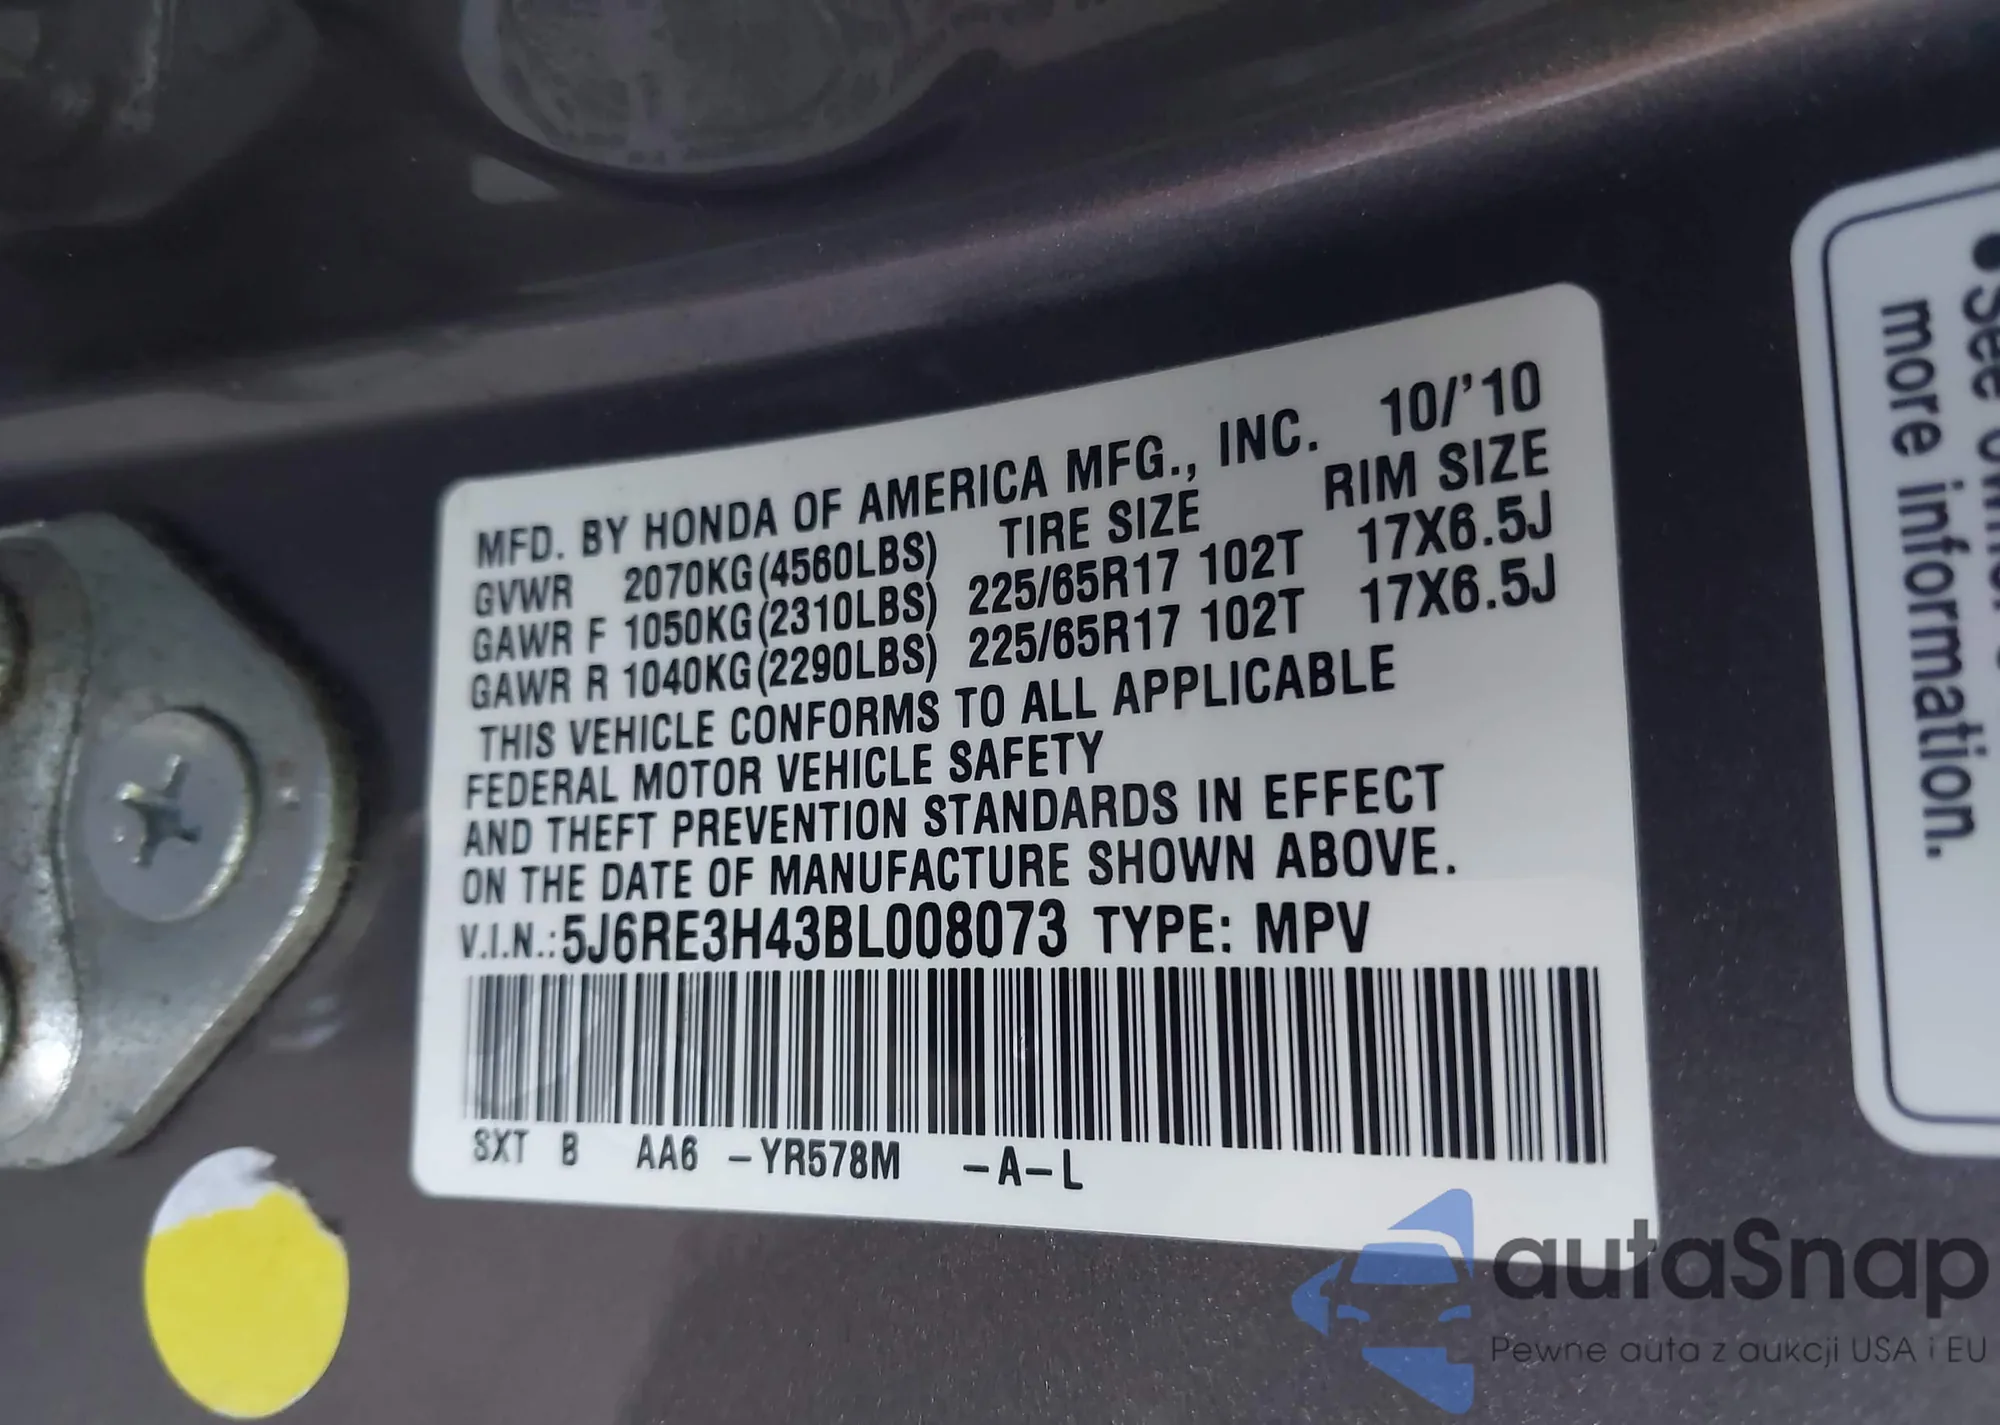 MFD. BY HONDA OF AMERICA MFG., INC. 10/'10
GVWR 2070KG(4560LBS) TIRE SIZE RIM SIZE
GAWR F 1050KG(2310LBS) 225/65R17 102T 17X6.5J
GAWR R 1040KG(2290LBS) 225/65R17 102T 17X6.5J
THIS VEHICLE CONFORMS TO ALL APPLICABLE
FEDERAL MOTOR VEHICLE SAFETY
AND THEFT PREVENTION STANDARDS IN EFFECT
ON THE DATE OF MANUFACTURE SHOWN ABOVE.
V.I.N.: 5J6RE3H43BL008073 TYPE: MPV
SXT B AA6 -YR578M -A-L
•See
more information.
autaSnap
Pewne auta z aukcji USA i EU